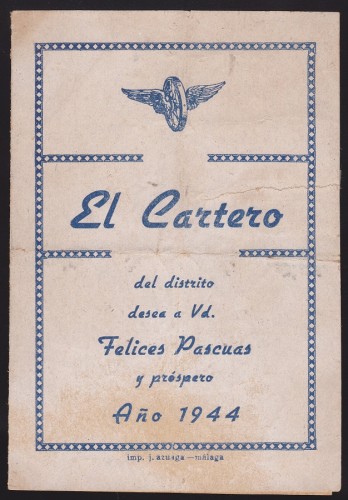 El Cartero
del distrito
desea a Vd.
Felices Pascuas
y próspero
Año 1944
imp. j. azuaga—málaga